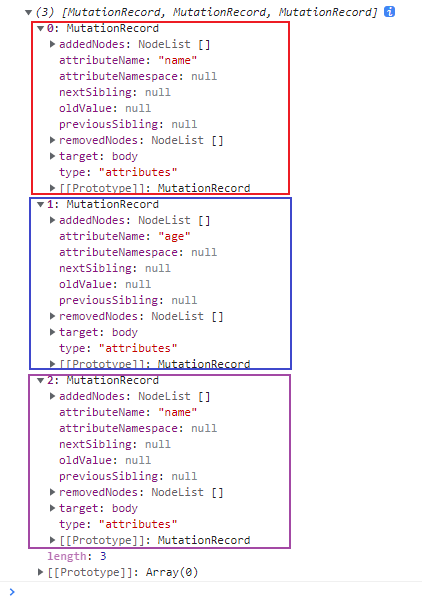 (3) [MutationRecord, MutationRecord, MutationRecord] i
0: MutationRecord
addedNodes: NodeList []
attributeName: "name"
attributeNamespace: null
nextSibling: null
oldValue: null
previousSibling: null
removedNodes: NodeList []
target: body
type: "attributes"
[[Prototype]]: MutationRecord
1: MutationRecord
addedNodes: NodeList []
attributeName: "age"
attributeNamespace: null
nextSibling: null
oldValue: null
previousSibling: null
removedNodes: NodeList []
target: body
type: "attributes"
[[Prototype]]: MutationRecord
2: MutationRecord
addedNodes: NodeList []
attributeName: "name"
attributeNamespace: null
nextSibling: null
oldValue: null
previousSibling: null
removedNodes: NodeList []
target: body
type: "attributes"
[[Prototype]]: MutationRecord
length: 3
[[Prototype]]: Array(0)